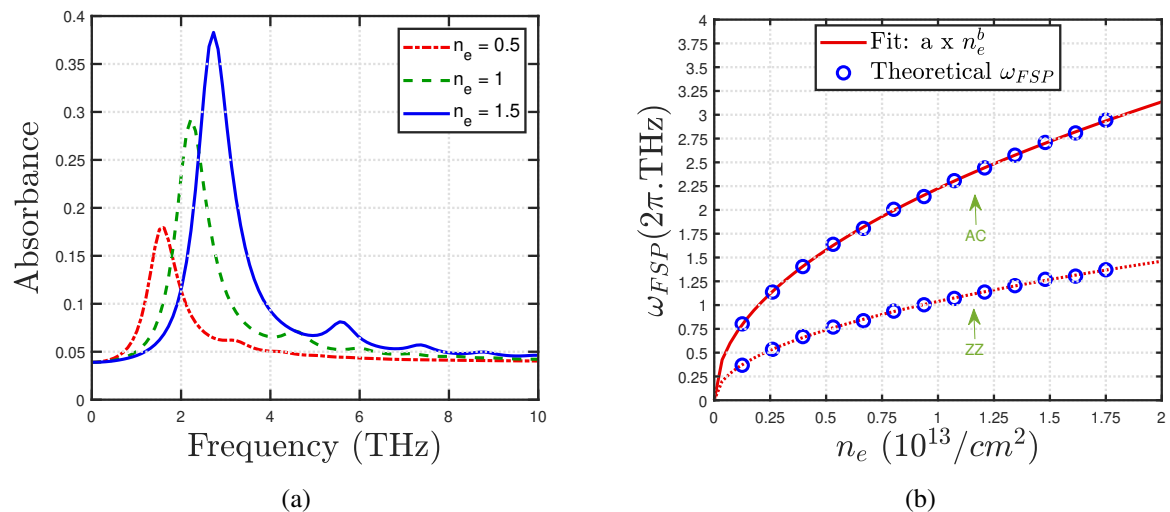 0.4
0.35
0.3
0.25
0.2
0.15
0.1
0.05
0
Absorbance
0 2 4 6 8 10
Frequency (THz)
n_e = 0.5
n_e = 1
n_e = 1.5
(a)
4
3.75
3.5
3.25
3
2.75
2.5
2.25
2
1.75
1.5
1.25
1
0.75
0.5
0.25
0
ω_{FSP}(2π.THz)
Fit: a x n_e^b
Theoretical ω_{FSP}
AC
ZZ
0 0.25 0.5 0.75 1 1.25 1.5 1.75 2
n_e (10^{13}/cm^2)
(b)